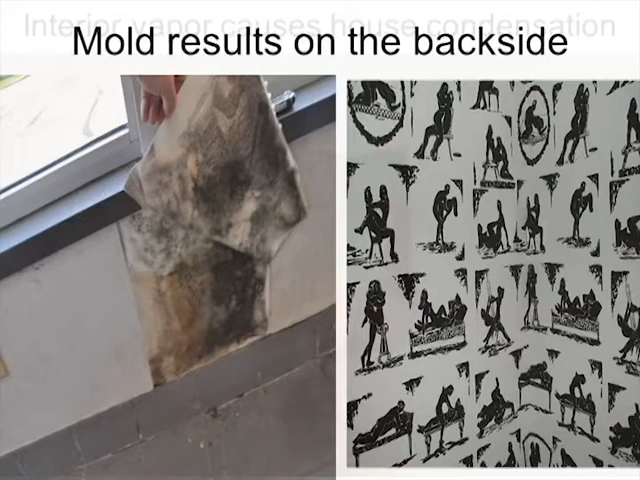 Interior vapor causes house condensation
Mold results on the backside